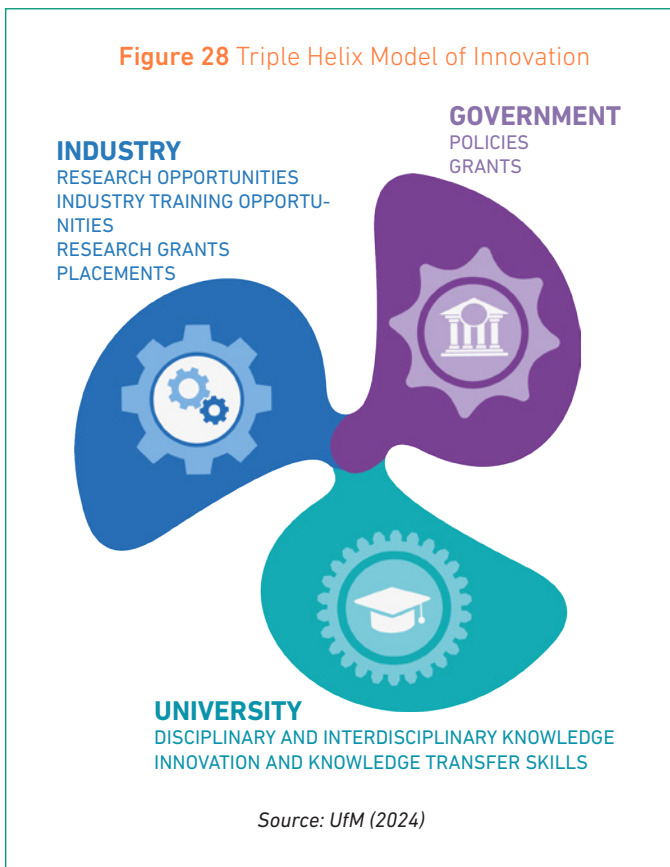 Figure 28 Triple Helix Model of Innovation
GOVERNMENT
POLICIES
GRANTS
INDUSTRY
RESEARCH OPPORTUNITIES
INDUSTRY TRAINING OPPORTU-
NITIES
RESEARCH GRANTS
PLACEMENTS
UNIVERSITY
DISCIPLINARY AND INTERDISCIPLINARY KNOWLEDGE
INNOVATION AND KNOWLEDGE TRANSFER SKILLS
Source: UfM (2024)